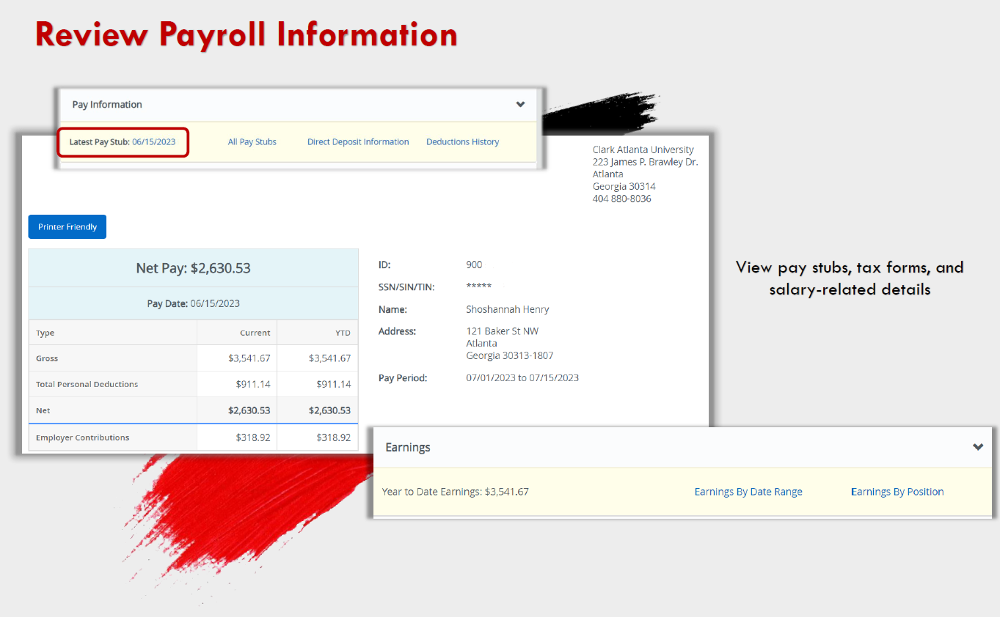 Review Payroll Information
Pay Information
Latest Pay Stub: 06/15/2023 All Pay Stubs Direct Deposit Information Deductions History
Clark Atlanta University
223 James P. Brawley Dr.
Atlanta
Georgia 30314
404 880-8036
Printer Friendly
Net Pay: $2,630.53
Pay Date: 06/15/2023
Type Current YTD
Gross $3,541.67 $3,541.67
Total Personal Deductions $911.14 $911.14
Net $2,630.53 $2,630.53
Employer Contributions $318.92 $318.92
ID: 900
SSN/SIN/TIN: *****
Name: Shoshannah Henry
Address: 121 Baker St NW
Atlanta
Georgia 30313-1807
Pay Period: 07/01/2023 to 07/15/2023
View pay stubs, tax forms, and
salary-related details
Earnings
Year to Date Earnings: $3,541.67 Earnings By Date Range Earnings By Position